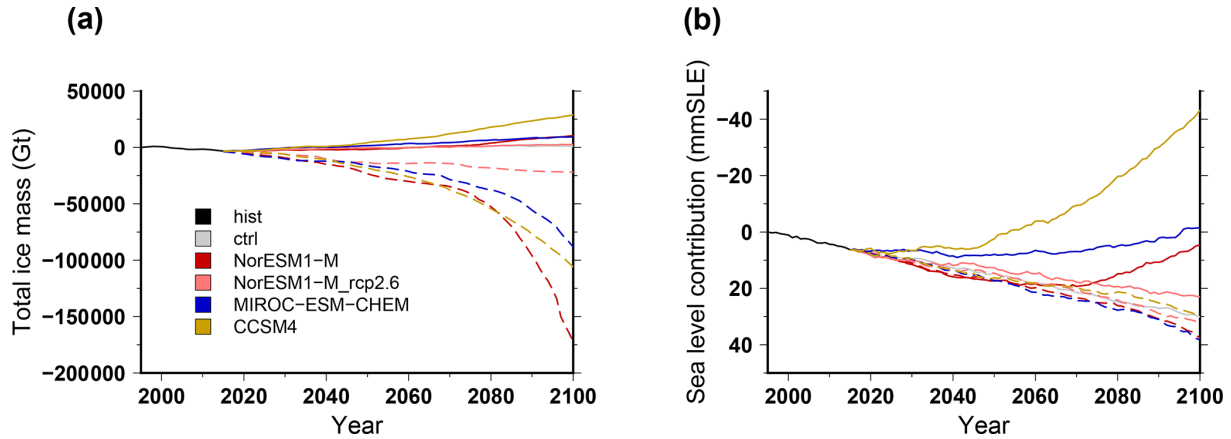 (a)
Total ice mass (Gt)
50000
0
−50000
−100000
−150000
−200000
hist
ctrl
NorESM1−M
NorESM1−M_rcp2.6
MIROC−ESM−CHEM
CCSM4
2000 2020 2040 2060 2080 2100
Year
(b)
Sea level contribution (mmSLE)
−40
−20
0
20
40
2000 2020 2040 2060 2080 2100
Year